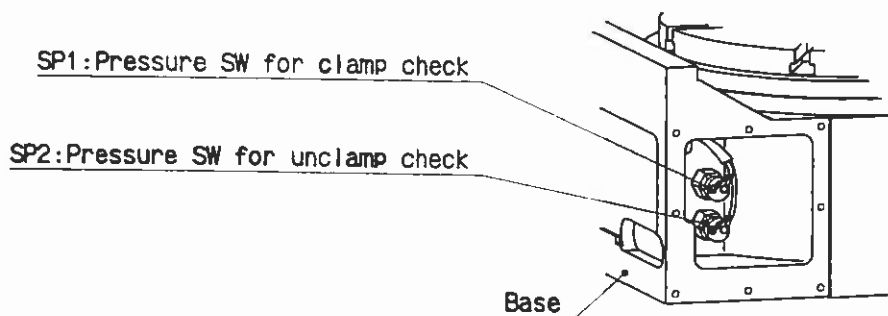 SP1:Pressure SW for clamp check
SP2:Pressure SW for unclamp check
Base